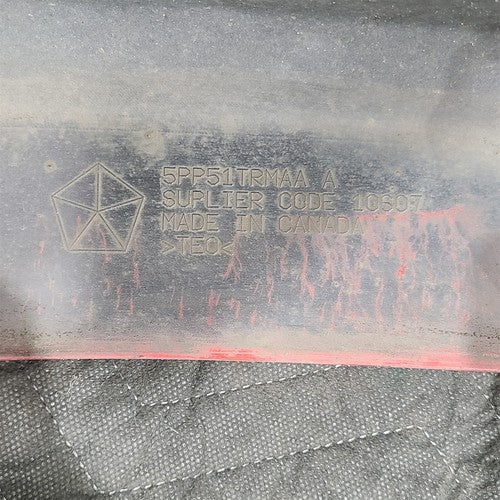 5PP51TRMAA A
SUPLIER CODE 10607
MADE IN CANADA
>TEO<